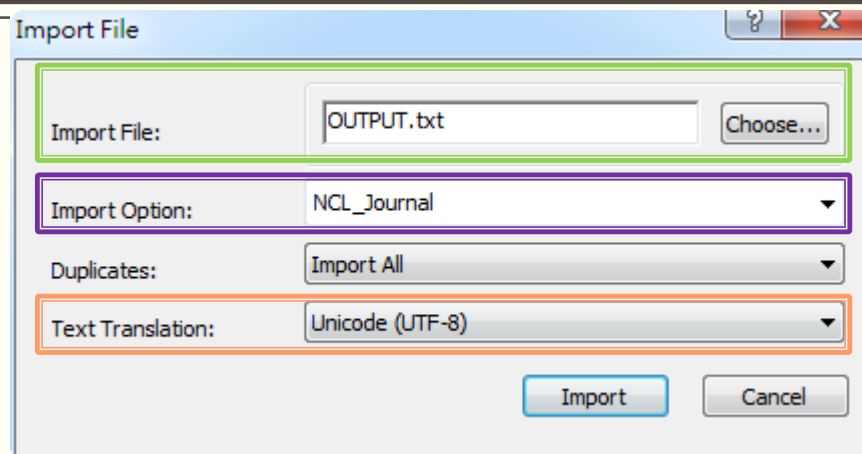 Import File
Import File: OUTPUT.txt Choose...
Import Option: NCL_Journal
Duplicates: Import All
Text Translation: Unicode (UTF-8)
Import Cancel